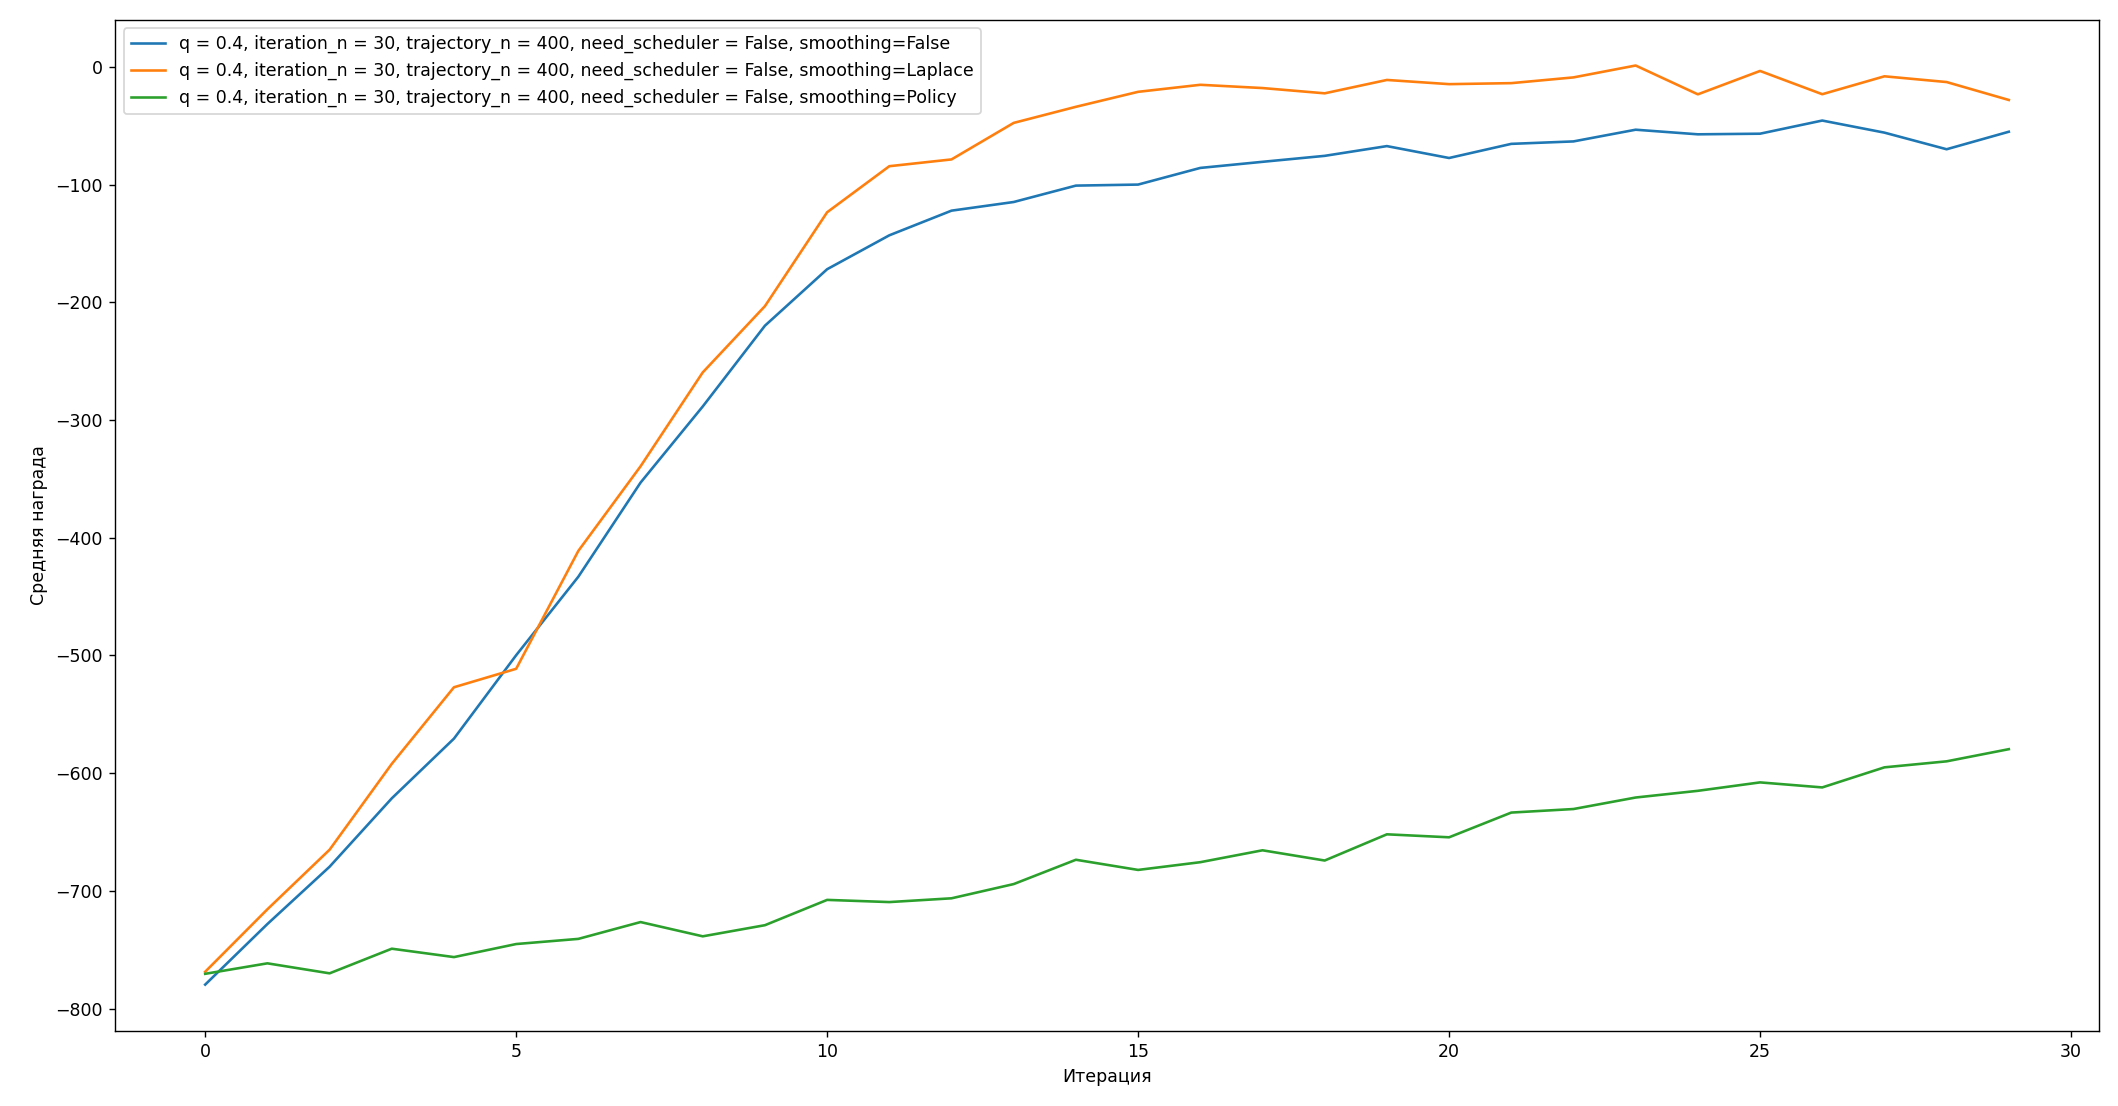 q = 0.4, iteration_n = 30, trajectory_n = 400, need_scheduler = False, smoothing=False
q = 0.4, iteration_n = 30, trajectory_n = 400, need_scheduler = False, smoothing=Laplace
q = 0.4, iteration_n = 30, trajectory_n = 400, need_scheduler = False, smoothing=Policy
0
−100
−200
−300
−400
−500
−600
−700
−800
Средняя награда
0 5 10 15 20 25 30
Итерация